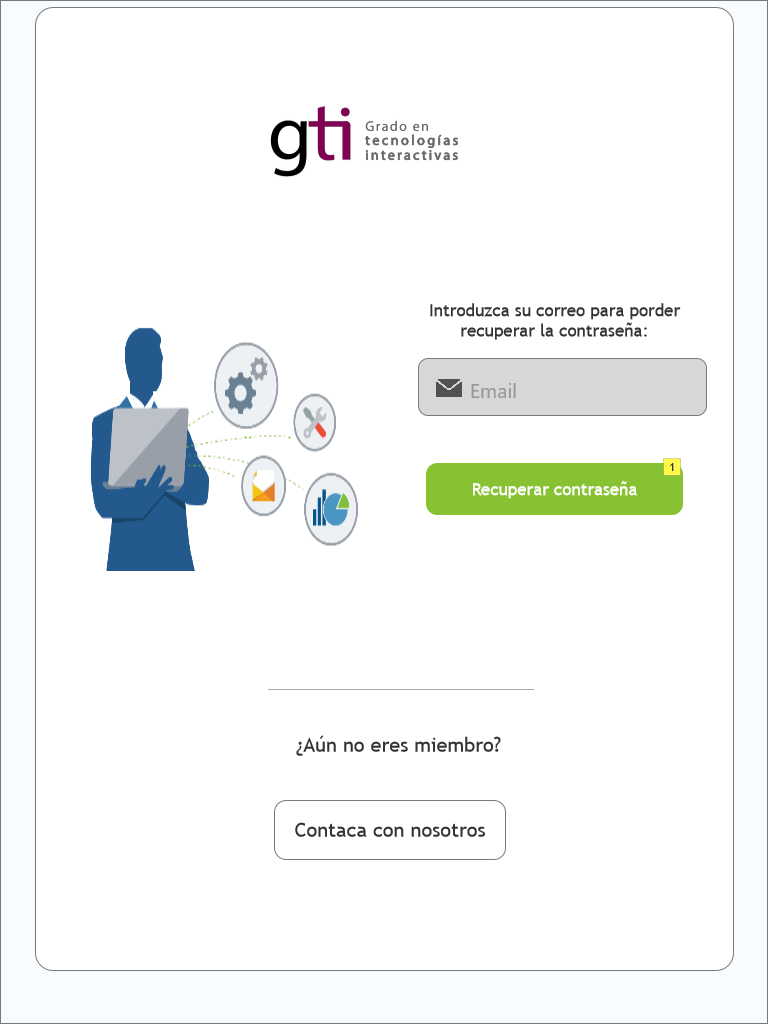 gti
Grado en
tecnologías
interactivas
Introduzca su correo para porder
recuperar la contraseña:
Email
1
Recuperar contraseña
¿Aún no eres miembro?
Contaca con nosotros